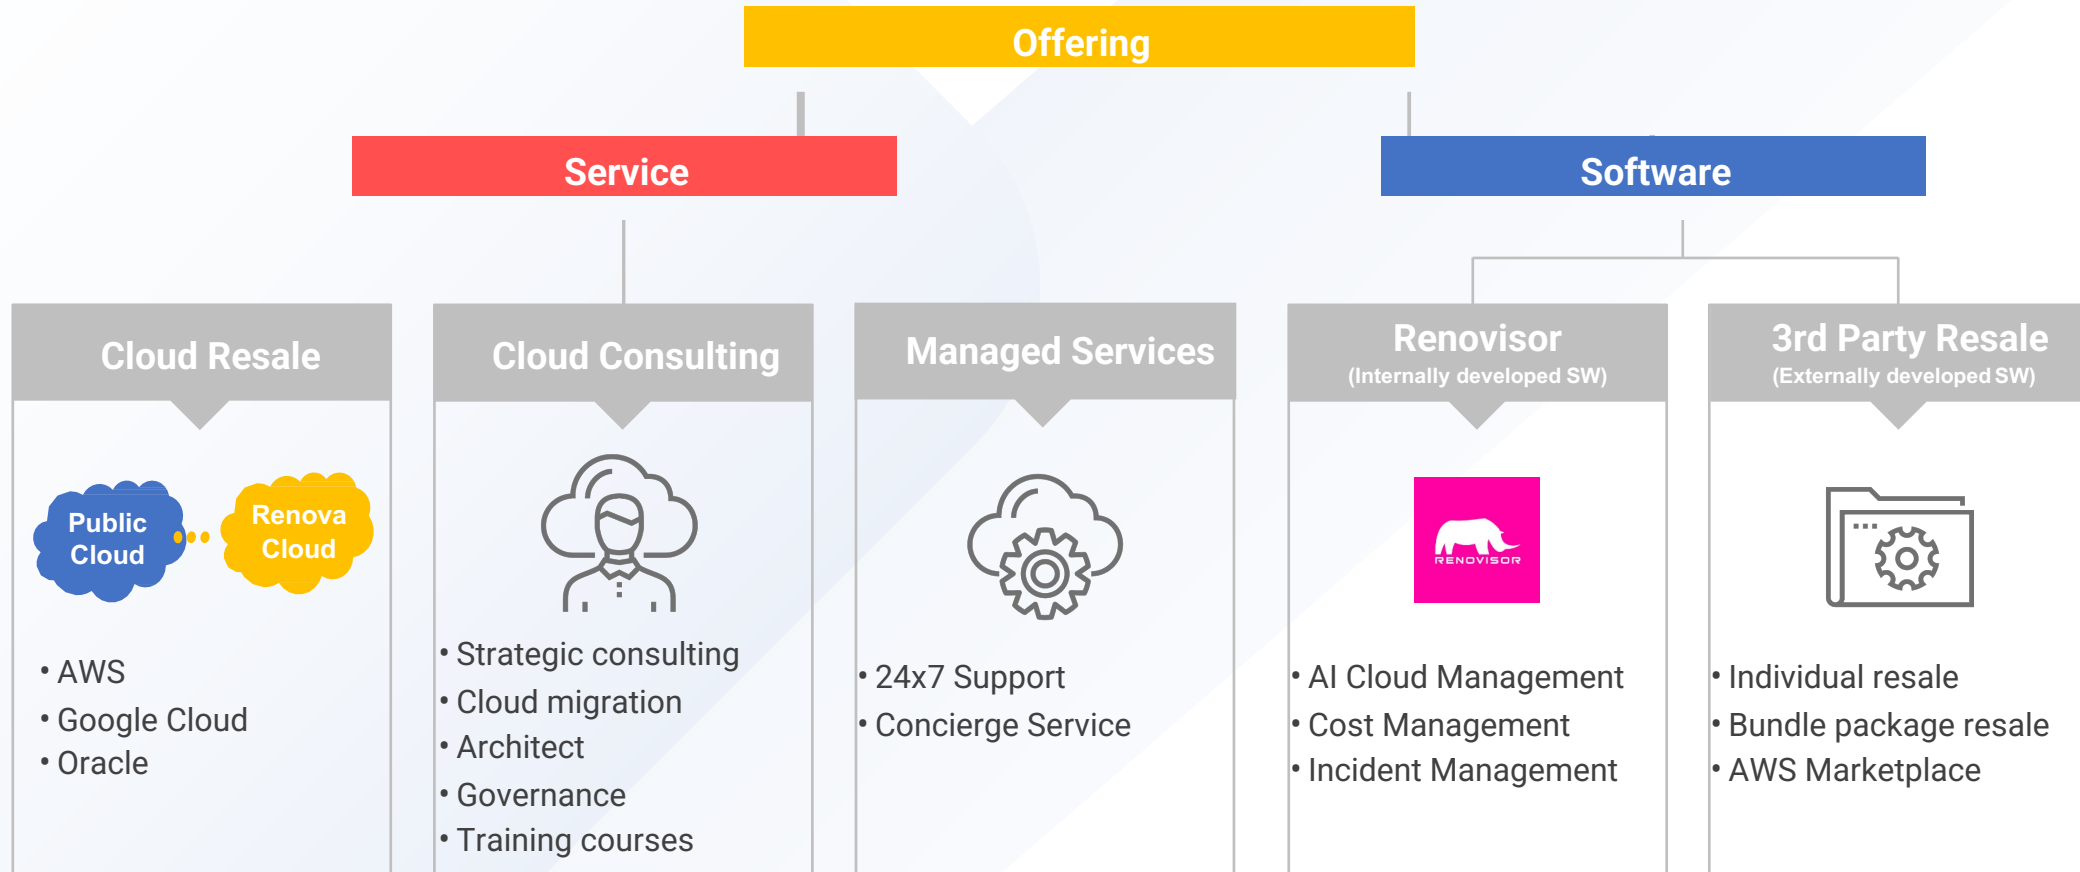 Offering
Service
Software
Cloud Resale
Public
Cloud
Renova
Cloud
• AWS
• Google Cloud
• Oracle
Cloud Consulting
• Strategic consulting
• Cloud migration
• Architect
• Governance
• Training courses
Managed Services
• 24x7 Support
• Concierge Service
Renovisor
(Internally developed SW)
RENOVISOR
• AI Cloud Management
• Cost Management
• Incident Management
3rd Party Resale
(Externally developed SW)
• Individual resale
• Bundle package resale
• AWS Marketplace